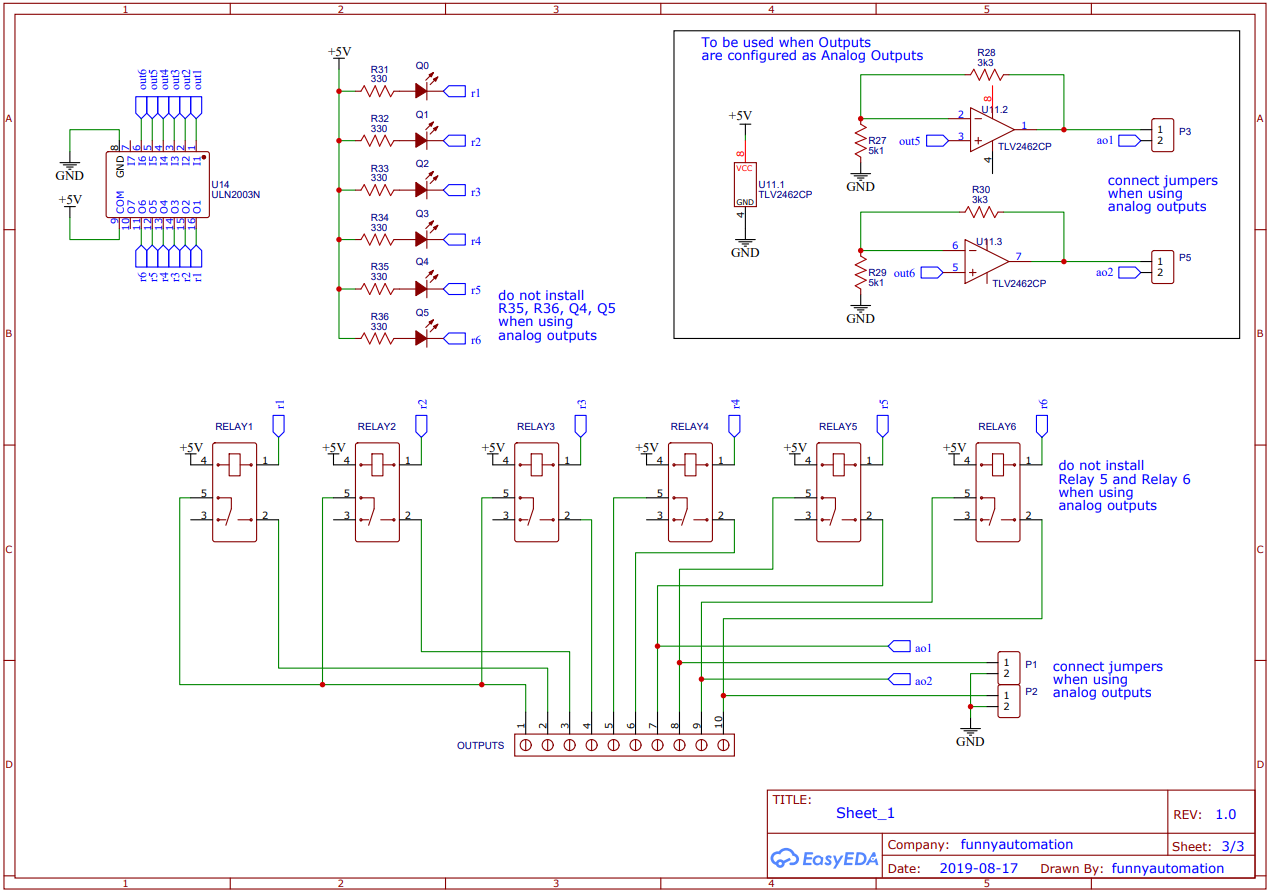 1 2 3 4 5
A
B
C
D
A
B
C
D
out6
out5
out4
out3
out2
out1
8 7 6 5 4 3 2 1
GND I7 I6 I5 I4 I3 I2 I1
U14
ULN2003N
COM O7 O6 O5 O4 O3 O2 O1
9 10 11 12 13 14 15 16
GND
+5V
r6
r5
r4
r3
r2
r1
+5V
R31
330
Q0
r1
R32
330
Q1
r2
R33
330
Q2
r3
R34
330
Q3
r4
R35
330
Q4
r5
R36
330
Q5
r6
do not install
R35, R36, Q4, Q5
when using
analog outputs
To be used when Outputs
are configured as Analog Outputs
+5V
8
VCC
GND
4
U11.1
TLV2462CP
GND
R28
3k3
R27
5k1
GND
out5
2
3
8
4
1
U11.2
TLV2462CP
ao1
1
2
P3
connect jumpers
when using
analog outputs
R30
3k3
R29
5k1
GND
out6
6
5
7
U11.3
TLV2462CP
ao2
1
2
P5
RELAY1
r1
+5V
4 1
5
3 2
RELAY2
r2
+5V
4 1
5
3 2
RELAY3
r3
+5V
4 1
5
3 2
RELAY4
r4
+5V
4 1
5
3 2
RELAY5
r5
+5V
4 1
5
3 2
RELAY6
r6
+5V
4 1
5
3 2
do not install
Relay 5 and Relay 6
when using
analog outputs
ao1
ao2
1
2
P1
1
2
P2
GND
connect jumpers
when using
analog outputs
1 2 3 4 5 6 7 8 9 10
OUTPUTS
TITLE:
Sheet_1
REV: 1.0
EasyEDA
Company: funnyautomation
Sheet: 3/3
Date: 2019-08-17 Drawn By: funnyautomation
1 2 3 4 5